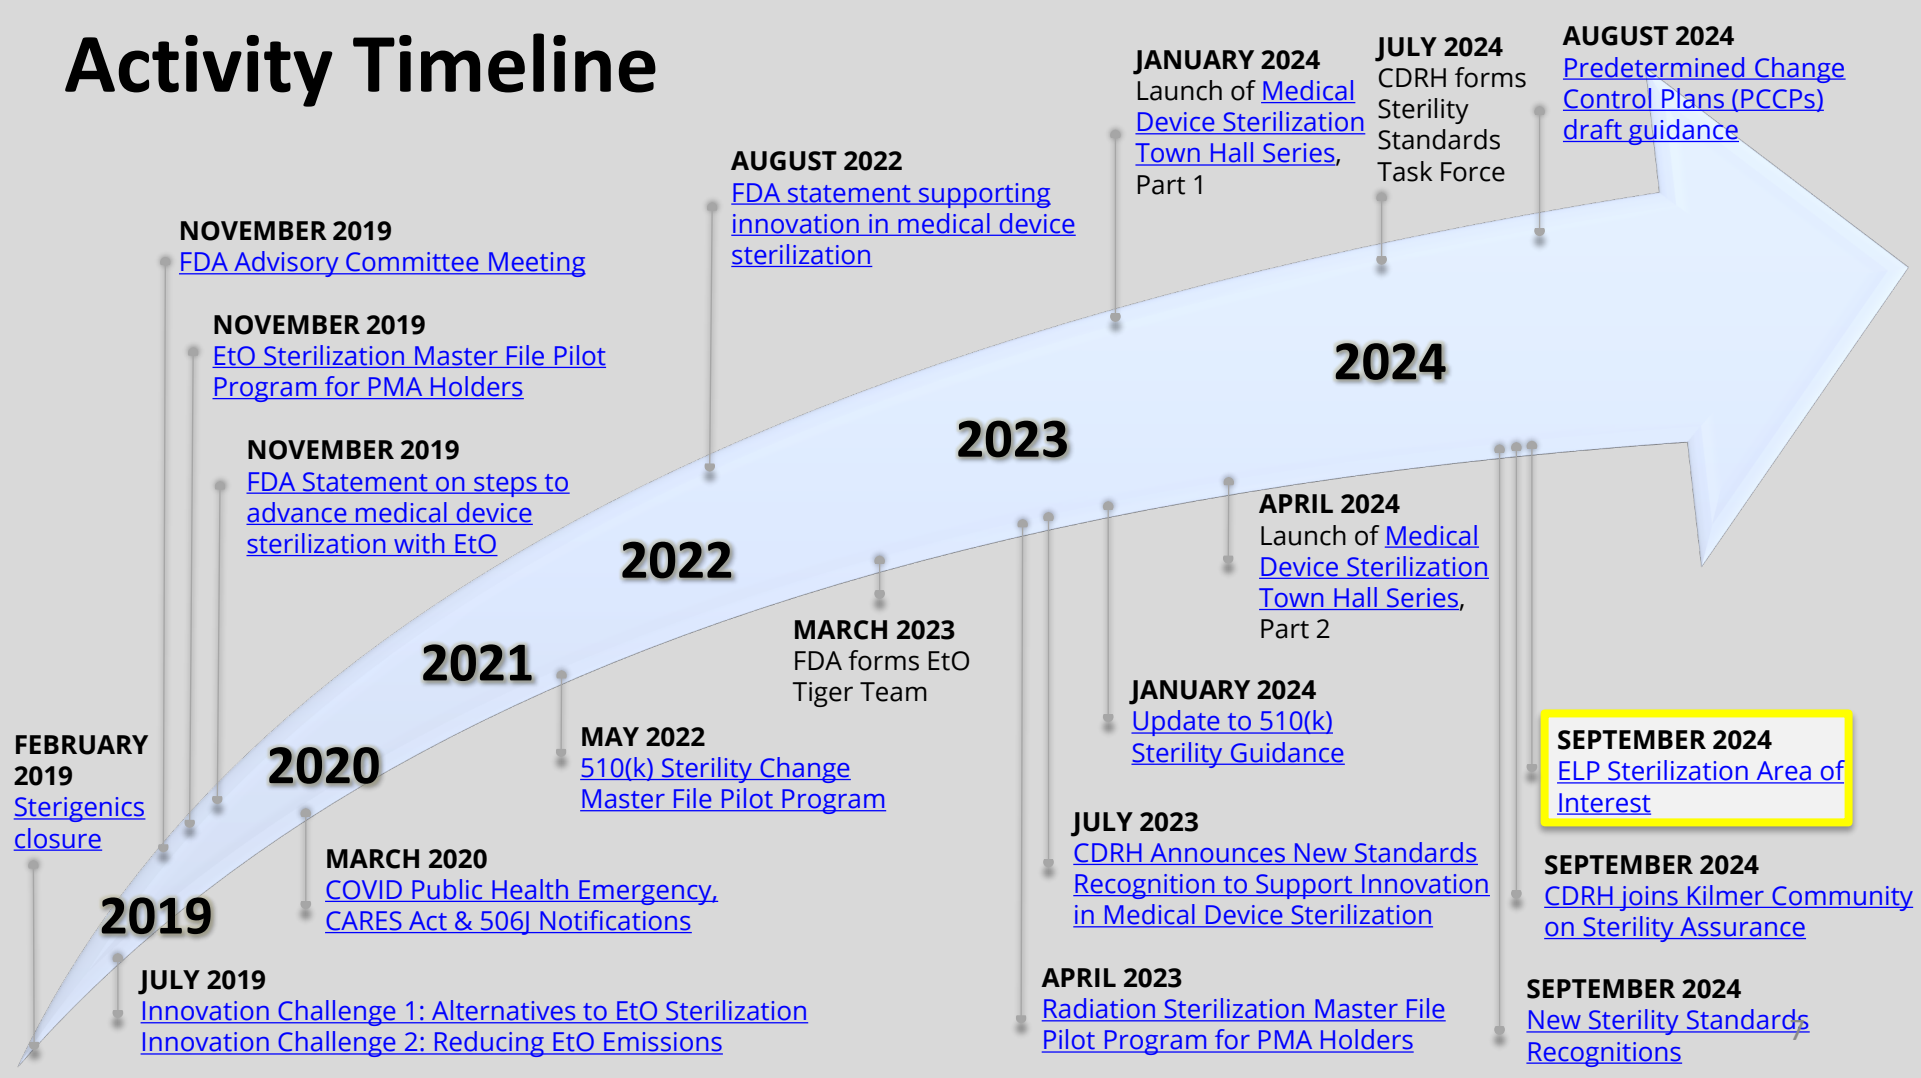 Activity Timeline
FEBRUARY
2019
Sterigenics
closure
JULY 2019
Innovation Challenge 1: Alternatives to EtO Sterilization
Innovation Challenge 2: Reducing EtO Emissions
NOVEMBER 2019
FDA Advisory Committee Meeting
NOVEMBER 2019
EtO Sterilization Master File Pilot
Program for PMA Holders
NOVEMBER 2019
FDA Statement on steps to
advance medical device
sterilization with EtO
2019
2020
2021
2022
2023
2024
MARCH 2020
COVID Public Health Emergency,
CARES Act & 506J Notifications
MAY 2022
510(k) Sterility Change
Master File Pilot Program
AUGUST 2022
FDA statement supporting
innovation in medical device
sterilization
MARCH 2023
FDA forms EtO
Tiger Team
APRIL 2023
Radiation Sterilization Master File
Pilot Program for PMA Holders
JULY 2023
CDRH Announces New Standards
Recognition to Support Innovation
in Medical Device Sterilization
JANUARY 2024
Update to 510(k)
Sterility Guidance
JANUARY 2024
Launch of Medical
Device Sterilization
Town Hall Series,
Part 1
APRIL 2024
Launch of Medical
Device Sterilization
Town Hall Series,
Part 2
JULY 2024
CDRH forms
Sterility
Standards
Task Force
AUGUST 2024
Predetermined Change
Control Plans (PCCPs)
draft guidance
SEPTEMBER 2024
ELP Sterilization Area of
Interest
SEPTEMBER 2024
CDRH joins Kilmer Community
on Sterility Assurance
SEPTEMBER 2024
New Sterility Standards
Recognitions
7